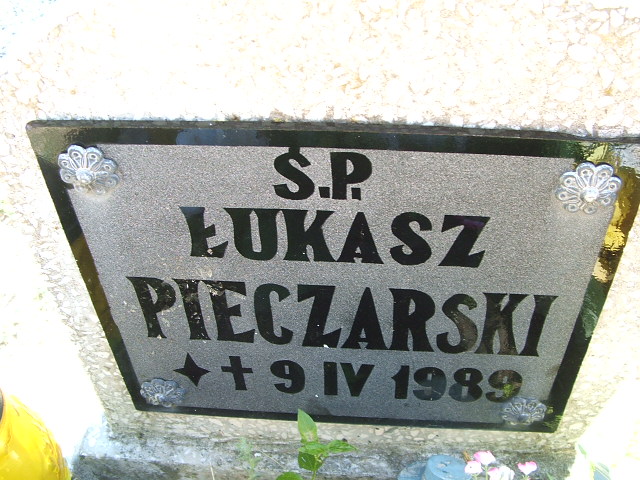 Ś.P.
ŁUKASZ
PIECZARSKI
✦ ✝ 9 IV 1989